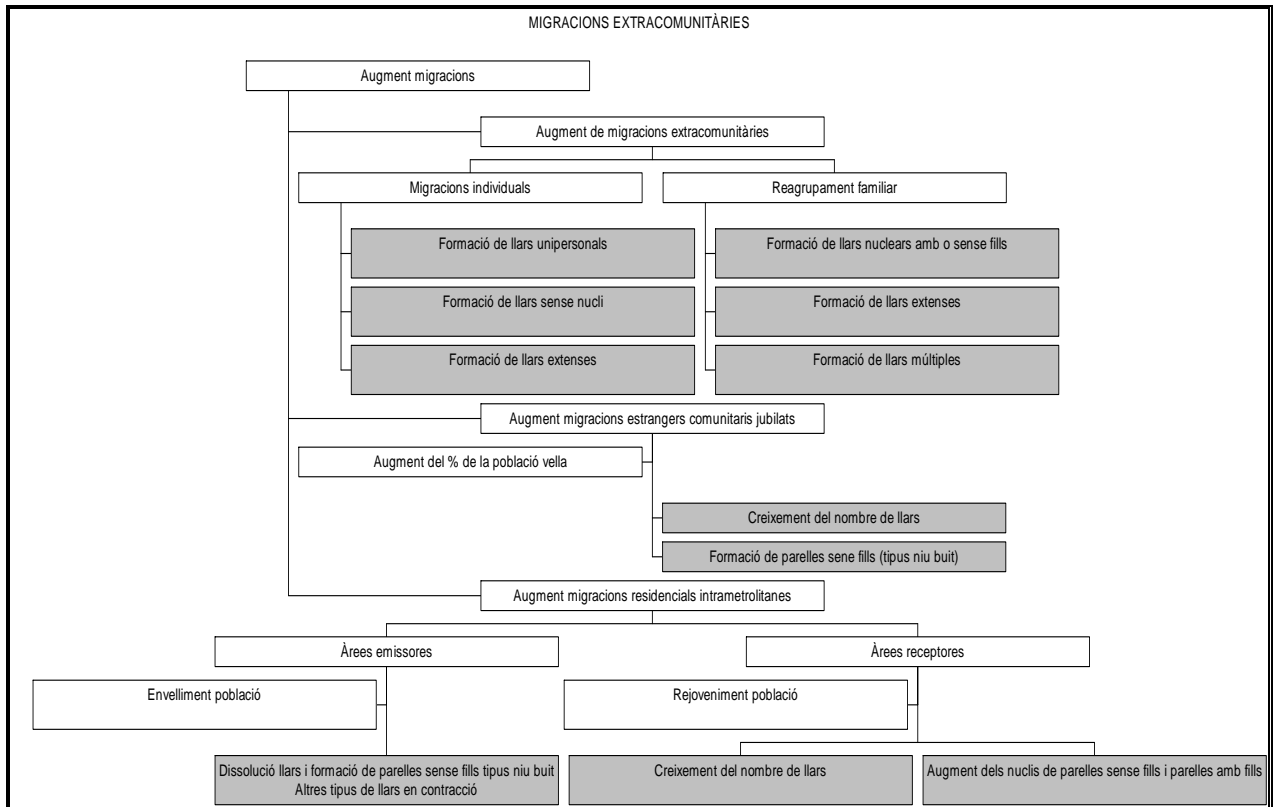 MIGRACIONS EXTRACOMUNITÀRIES
Augment migracions
Augment de migracions extracomunitàries
Migracions individuals
Reagrupament familiar
Formació de llars unipersonals
Formació de llars nuclears amb o sense fills
Formació de llars sense nucli
Formació de llars extenses
Formació de llars extenses
Formació de llars múltiples
Augment migracions estrangers comunitaris jubilats
Augment del % de la població vella
Creixement del nombre de llars
Formació de parelles sene fills (tipus niu buit)
Augment migracions residencials intrametrolitanes
Àrees emissores
Àrees receptores
Envelliment població
Rejoveniment població
Dissolució llars i formació de parelles sense fills tipus niu buit
Altres tipus de llars en contracció
Creixement del nombre de llars
Augment dels nuclis de parelles sense fills i parelles amb fills